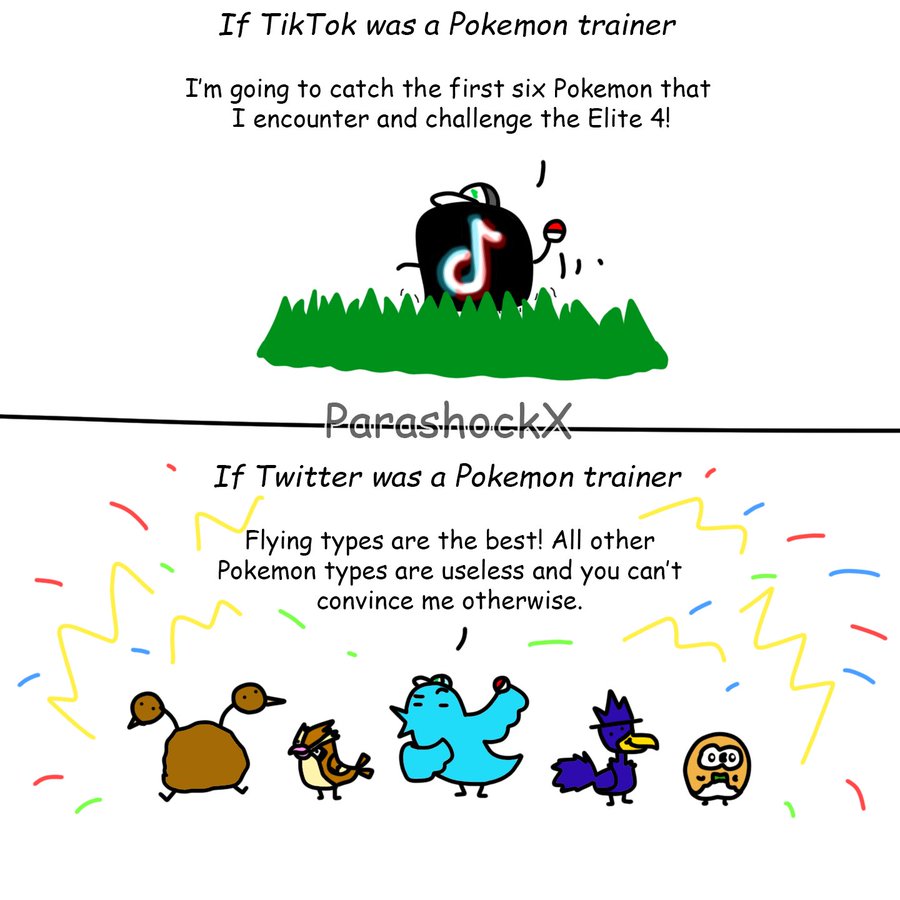 If TikTok was a Pokemon trainer
I'm going to catch the first six Pokemon that
I encounter and challenge the Elite 4!
ParashockX
If Twitter was a Pokemon trainer
Flying types are the best! All other
Pokemon types are useless and you can't
convince me otherwise.